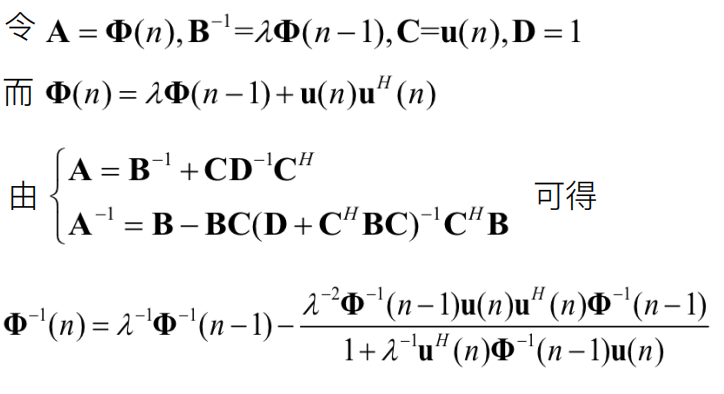 令 A = Φ(n), B⁻¹=λΦ(n−1), C=u(n), D = 1
而 Φ(n) = λΦ(n−1) + u(n)uᴴ(n)
由 { A = B⁻¹ + CD⁻¹Cᴴ
A⁻¹ = B − BC(D + CᴴBC)⁻¹CᴴB 可得
Φ⁻¹(n) = λ⁻¹Φ⁻¹(n−1) − \frac{λ⁻²Φ⁻¹(n−1)u(n)uᴴ(n)Φ⁻¹(n−1)}{1 + λ⁻¹uᴴ(n)Φ⁻¹(n−1)u(n)}